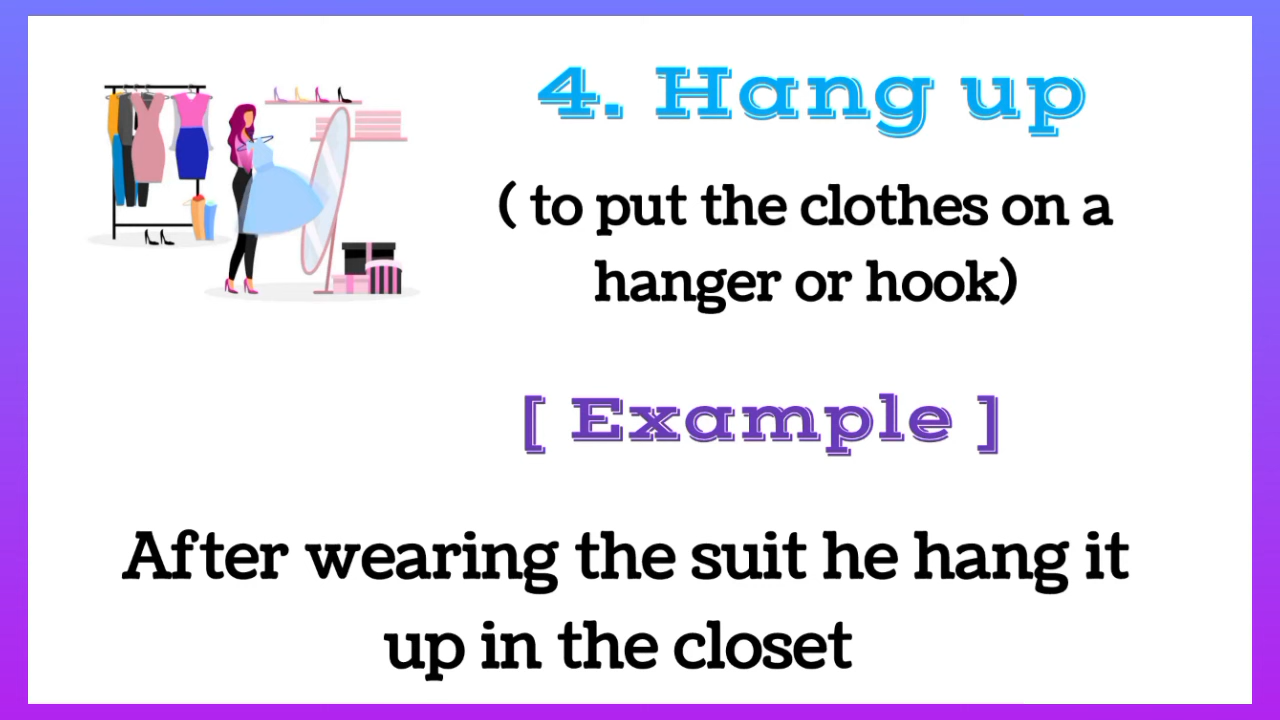 4. Hang up
( to put the clothes on a
hanger or hook)
[ Example ]
After wearing the suit he hang it
up in the closet